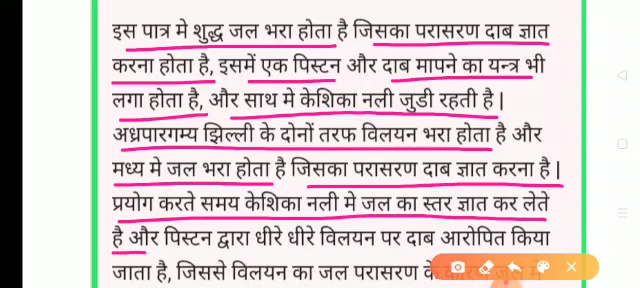 इस पात्र मे शुद्ध जल भरा होता है जिसका परासरण दाब ज्ञात
करना होता है, इसमें एक पिस्टन और दाब मापने का यन्त्र भी
लगा होता है, और साथ मे केशिका नली जुडी रहती है |
अध्रपारगम्य झिल्ली के दोनों तरफ विलयन भरा होता है और
मध्य मे जल भरा होता है जिसका परासरण दाब ज्ञात करना है |
प्रयोग करते समय केशिका नली मे जल का स्तर ज्ञात कर लेते
है और पिस्टन द्वारा धीरे धीरे विलयन पर दाब आरोपित किया
जाता है, जिससे विलयन का जल परासरण के